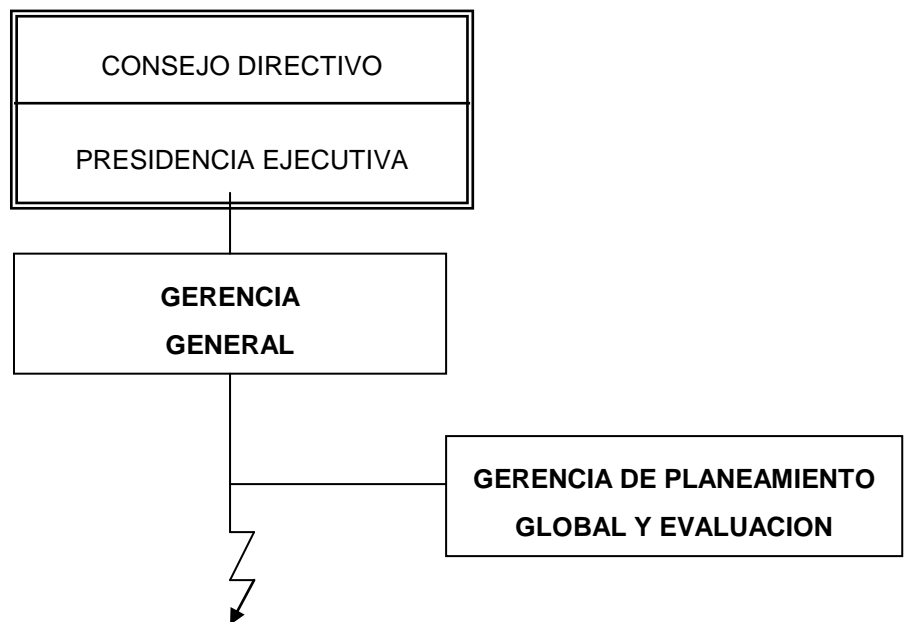 CONSEJO DIRECTIVO
PRESIDENCIA EJECUTIVA
GERENCIA
GENERAL
GERENCIA DE PLANEAMIENTO
GLOBAL Y EVALUACION